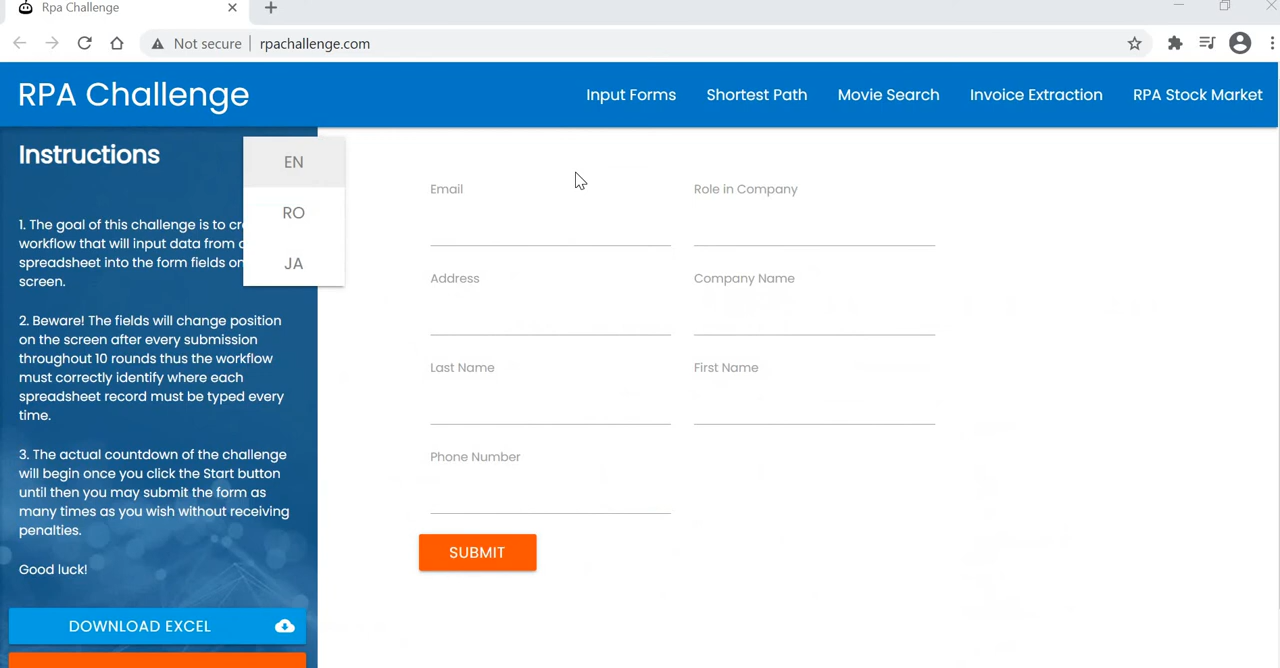 Rpa Challenge
Not secure
rpachallenge.com
RPA Challenge
Input Forms
Shortest Path
Movie Search
Invoice Extraction
RPA Stock Market
Instructions
EN
RO
JA
1. The goal of this challenge is to
workflow that will input data from
spreadsheet into the form fields
screen.
2. Beware! The fields will change position
on the screen after every submission
throughout 10 rounds thus the workflow
must correctly identify where each
spreadsheet record must be typed every
time.
3. The actual countdown of the challenge
will begin once you click the Start button
until then you may submit the form as
many times as you wish without receiving
penalties.
Good luck!
DOWNLOAD EXCEL
Email
Role in Company
Address
Company Name
Last Name
First Name
Phone Number
SUBMIT